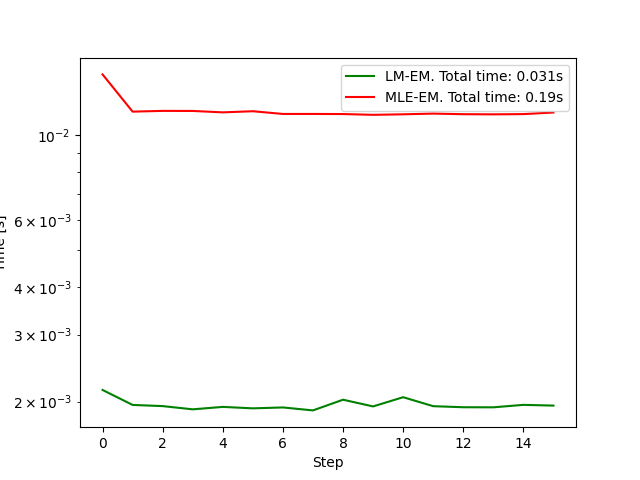 LM-EM. Total time: 0.031s
MLE-EM. Total time: 0.19s
10⁻²
6 × 10⁻³
4 × 10⁻³
3 × 10⁻³
2 × 10⁻³
[s]
0 2 4 6 8 10 12 14
Step